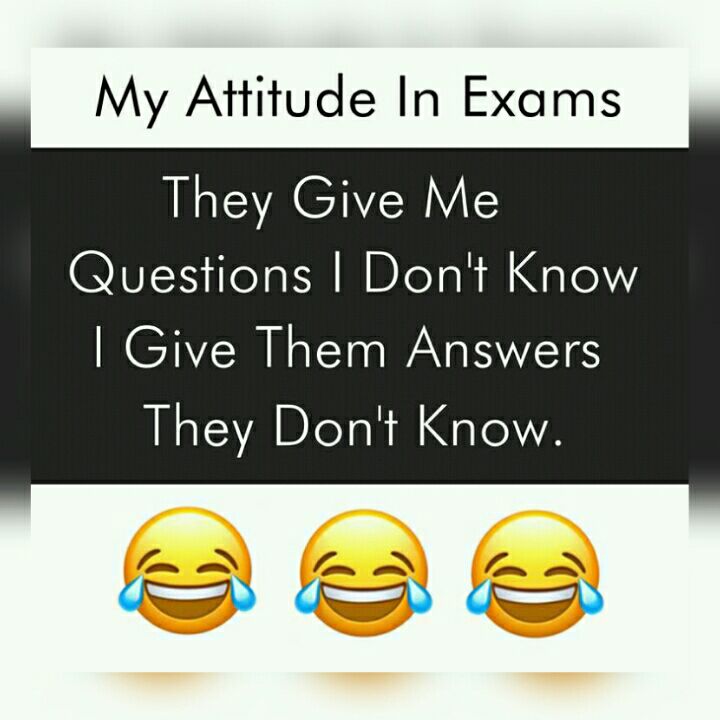 My Attitude In Exams
They Give Me
Questions I Don't Know
I Give Them Answers
They Don't Know.